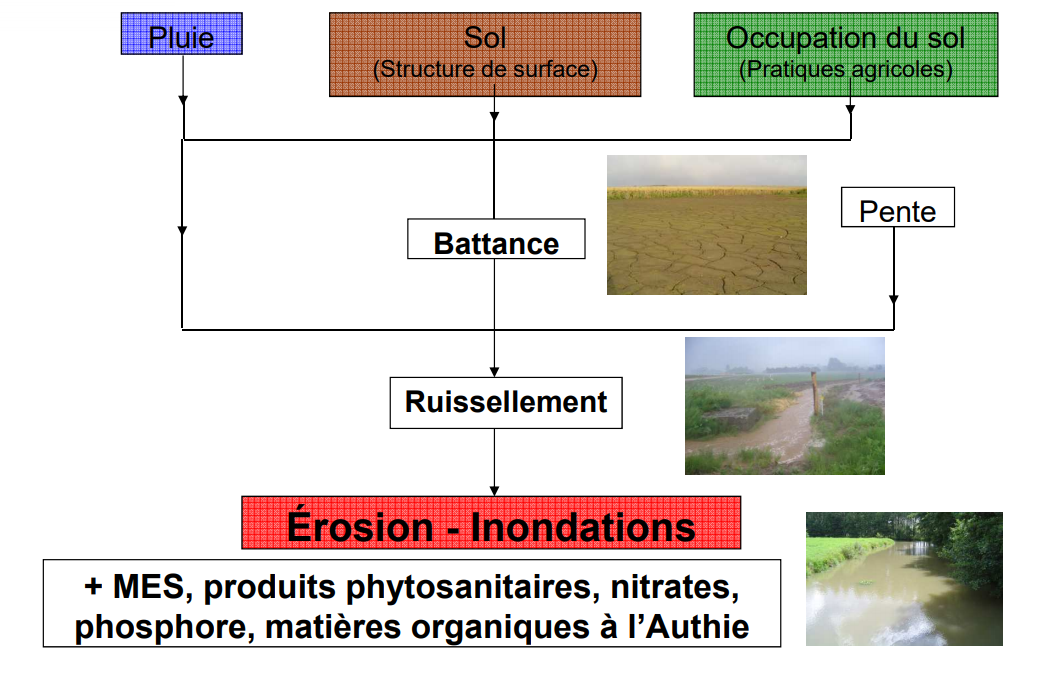 Pluie
Sol
(Structure de surface)
Occupation du sol
(Pratiques agricoles)
Pente
Battance
Ruissellement
Érosion - Inondations
+ MES, produits phytosanitaires, nitrates,
phosphore, matières organiques à l’Authie